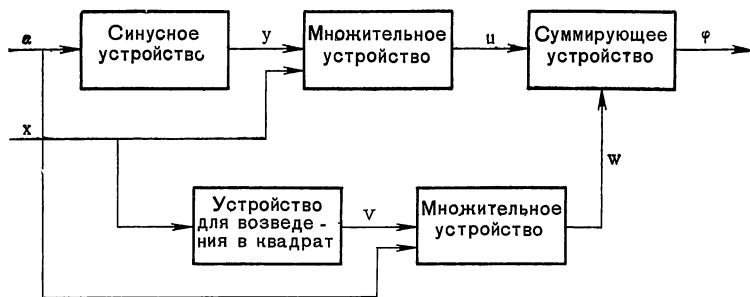 a
Синусное
устройство
y
Множительное
устройство
u
Суммирующее
устройство
φ
x
w
Устройство
для возведе-
ния в квадрат
v
Множительное
устройство